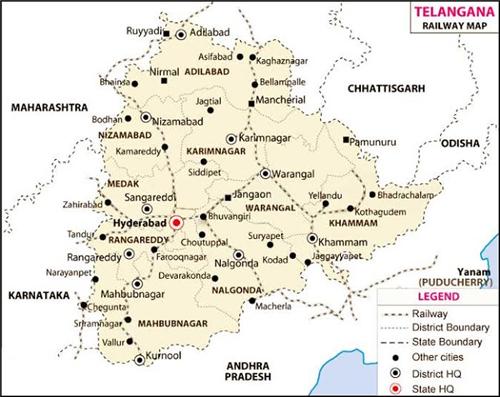 TELANGANA
RAILWAY MAP
Ruyyadi
Adilabad
Asifabad
Kaghaznagar
ADILABAD
Nirmal
Bhainsa
Bellampalle
CHHATTISGARH
MAHARASHTRA
Jagtial
Mancherial
Bodhan
Nizamabad
NIZAMABAD
Karimnagar
Pamunuru
ODISHA
Kamareddy
KARIMNAGAR
Siddipet
Warangal
MEDAK
Sangareddi
Jangaon
Yellandu
Bhadrachalam
Zahirabad
WARANGAL
Kothagudem
Bhuvangiri
Hyderabad
KHAMMAM
Tandur
RANGAREDDY
Choutuppal
Suryapet
Khammam
Rangareddy
Farooqnagar
Nalgonda
Kodad
Jaggayyapet
Narayanpet
Devarakonda
Yanam
(PUDUCHERRY)
KARNATAKA
Mahbubnagar
NALGONDA
Chegunta
Macherla
Sriramnagar
MAHBUBNAGAR
Vallur
Kurnool
ANDHRA
PRADESH
LEGEND
Railway
District Boundary
State Boundary
Other cities
District HQ
State HQ